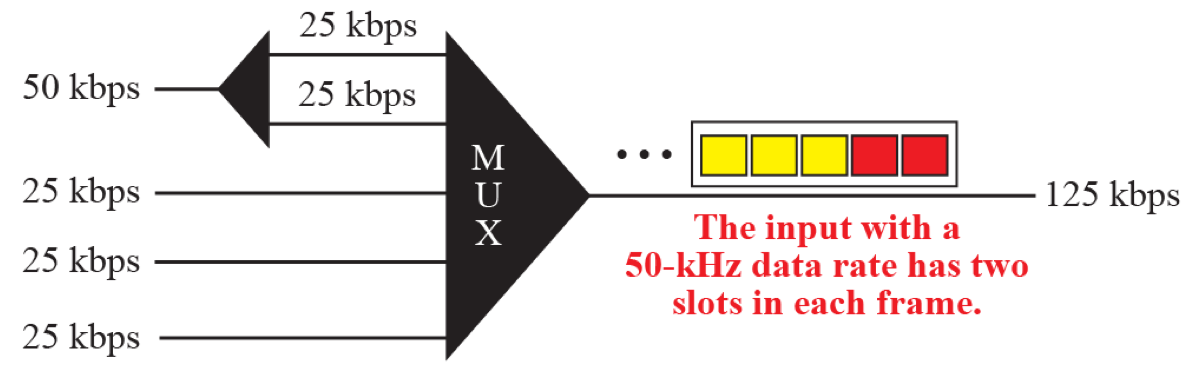 25 kbps
50 kbps
25 kbps
25 kbps
25 kbps
25 kbps
M
U
X
...
125 kbps
The input with a
50-kHz data rate has two
slots in each frame.